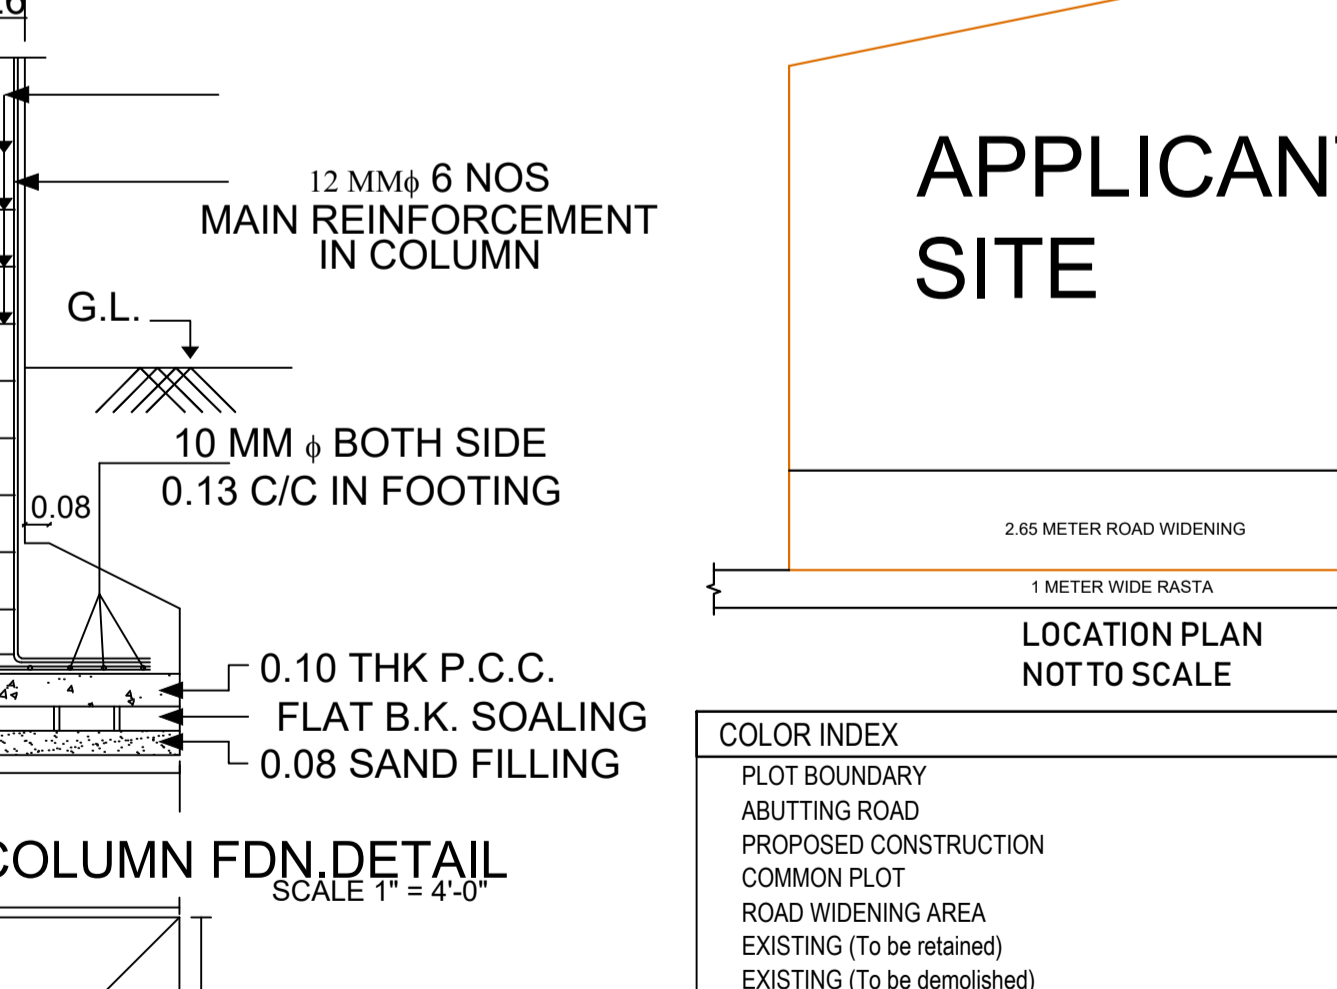 12 MMϕ 6 NOS
MAIN REINFORCEMENT
IN COLUMN
G.L.
10 MM ϕ BOTH SIDE
0.13 C/C IN FOOTING
0.08
0.10 THK P.C.C.
FLAT B.K. SOALING
0.08 SAND FILLING
COLUMN FDN.DETAIL
SCALE 1" = 4'-0"
APPLICANT
SITE
2.65 METER ROAD WIDENING
1 METER WIDE RASTA
LOCATION PLAN
NOT TO SCALE
COLOR INDEX
PLOT BOUNDARY
ABUTTING ROAD
PROPOSED CONSTRUCTION
COMMON PLOT
ROAD WIDENING AREA
EXISTING (To be retained)
EXISTING (To be demolished)